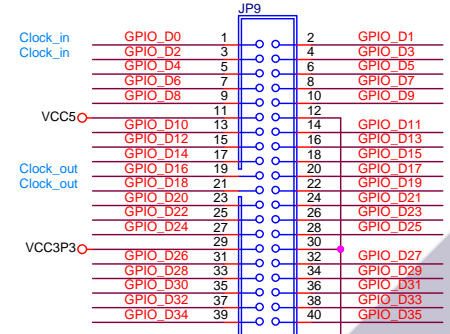 JP9
Clock_in GPIO_D0 1 2 GPIO_D1
Clock_in GPIO_D2 3 4 GPIO_D3
GPIO_D4 5 6 GPIO_D5
GPIO_D6 7 8 GPIO_D7
GPIO_D8 9 10 GPIO_D9
VCC5 11 12
GPIO_D10 13 14 GPIO_D11
GPIO_D12 15 16 GPIO_D13
GPIO_D14 17 18 GPIO_D15
Clock_out GPIO_D16 19 20 GPIO_D17
Clock_out GPIO_D18 21 22 GPIO_D19
GPIO_D20 23 24 GPIO_D21
GPIO_D22 25 26 GPIO_D23
GPIO_D24 27 28 GPIO_D25
VCC3P3 29 30
GPIO_D26 31 32 GPIO_D27
GPIO_D28 33 34 GPIO_D29
GPIO_D30 35 36 GPIO_D31
GPIO_D32 37 38 GPIO_D33
GPIO_D34 39 40 GPIO_D35